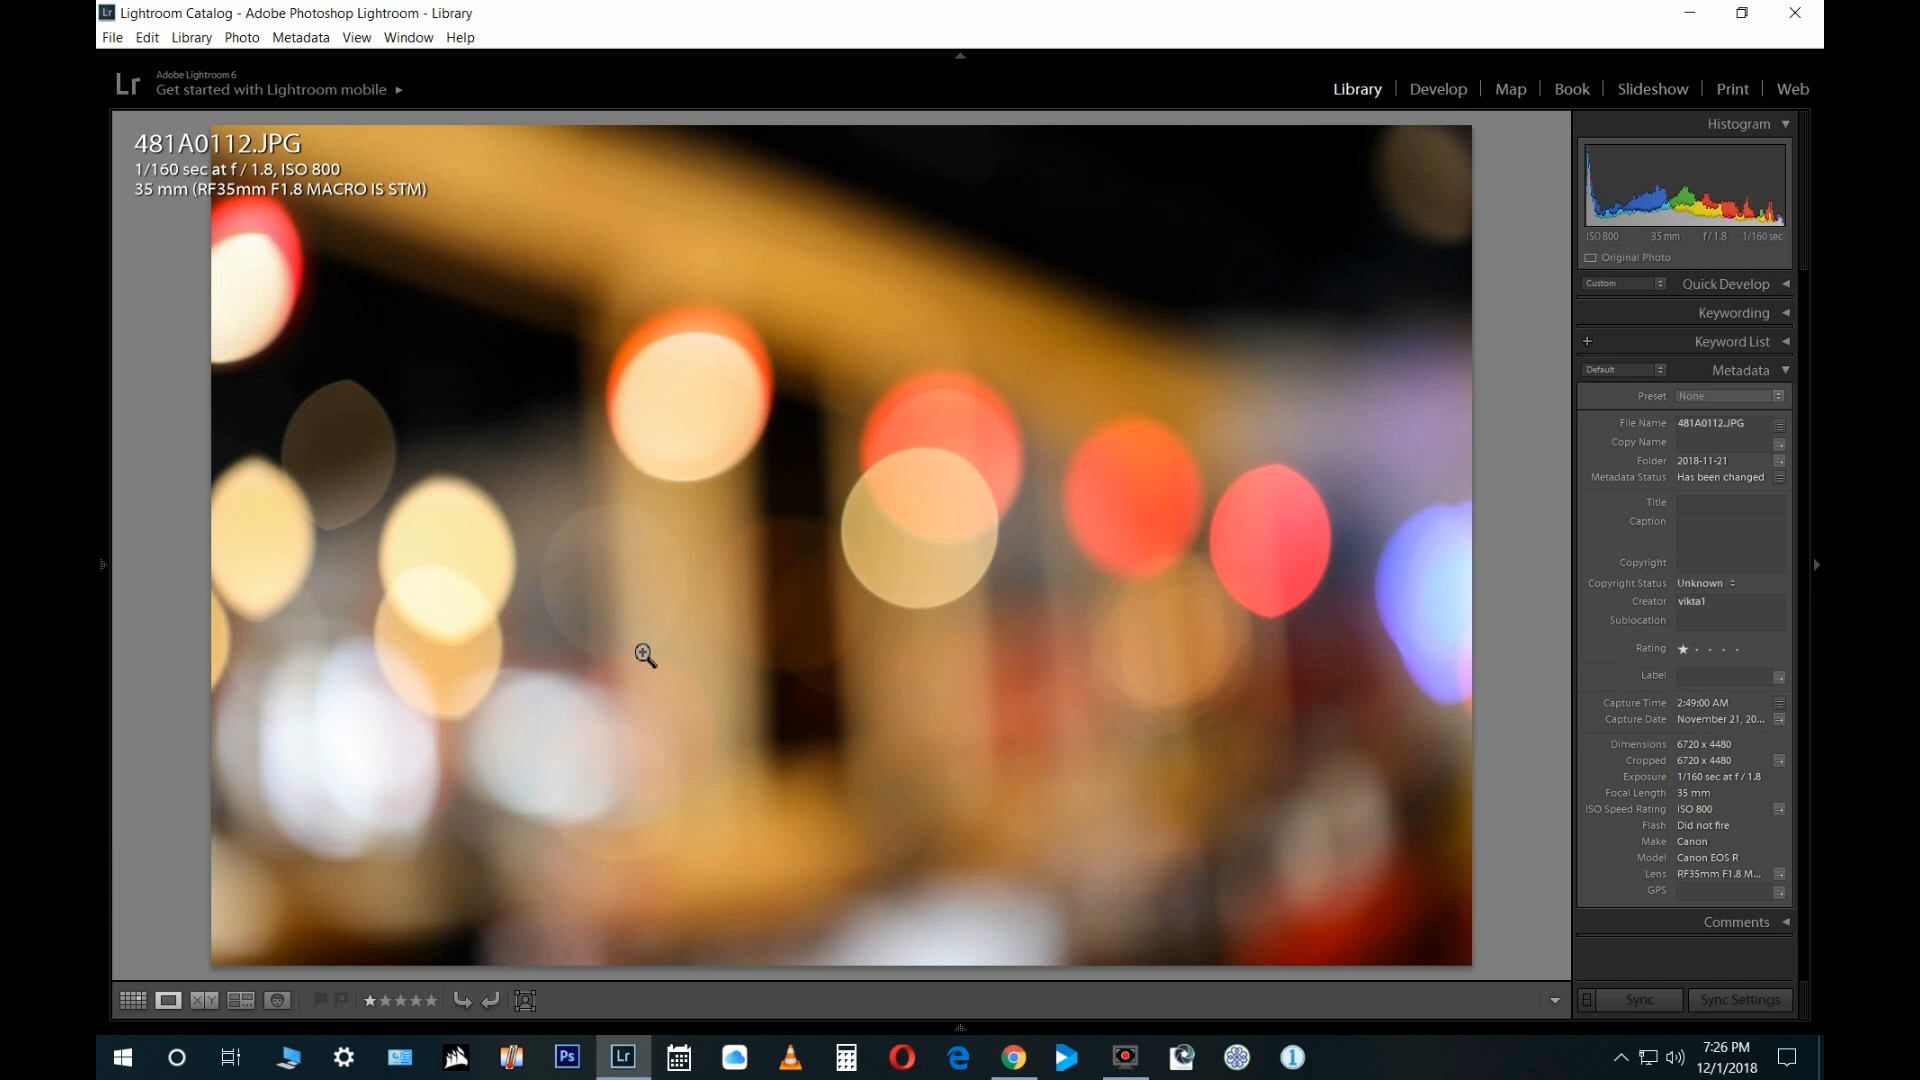 Lightroom Catalog - Adobe Photoshop Lightroom - Library
File Edit Library Photo Metadata View Window Help
Lr
Adobe Lightroom 6
Get started with Lightroom mobile
Library Develop Map Book Slideshow Print Web
481A0112.JPG
1/160 sec at f / 1.8, ISO 800
35 mm (RF35mm F1.8 MACRO IS STM)
Histogram
ISO 800 35 mm f / 1.8 1/160 sec
Original Photo
Custom Quick Develop
Keywording
+ Keyword List
Default Metadata
Preset None
File Name 481A0112.JPG
Copy Name
Folder 2018-11-21
Metadata Status Has been changed
Title
Caption
Copyright
Copyright Status Unknown
Creator vikta1
Sublocation
Rating
Label
Capture Time 2:49:00 AM
Capture Date November 21, 20...
Dimensions 6720 x 4480
Cropped 6720 x 4480
Exposure 1/160 sec at f / 1.8
Focal Length 35 mm
ISO Speed Rating ISO 800
Flash Did not fire
Make Canon
Model Canon EOS R
Lens RF35mm F1.8 M...
GPS
Comments
XY
Sync Sync Settings
Ps Lr 1
7:26 PM
12/1/2018